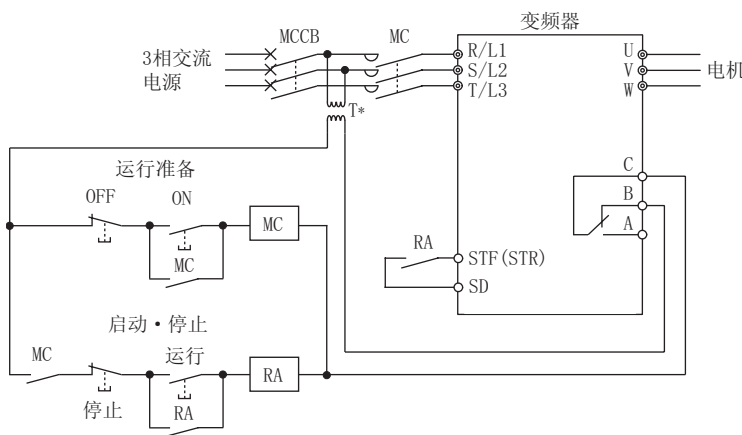 变频器
MCCB
MC
3相交流
电源
R/L1
S/L2
T/L3
U
V
W
电机
T*
运行准备
OFF
ON
MC
MC
C
B
A
RA
STF(STR)
SD
启动·停止
MC
运行
RA
停止
RA